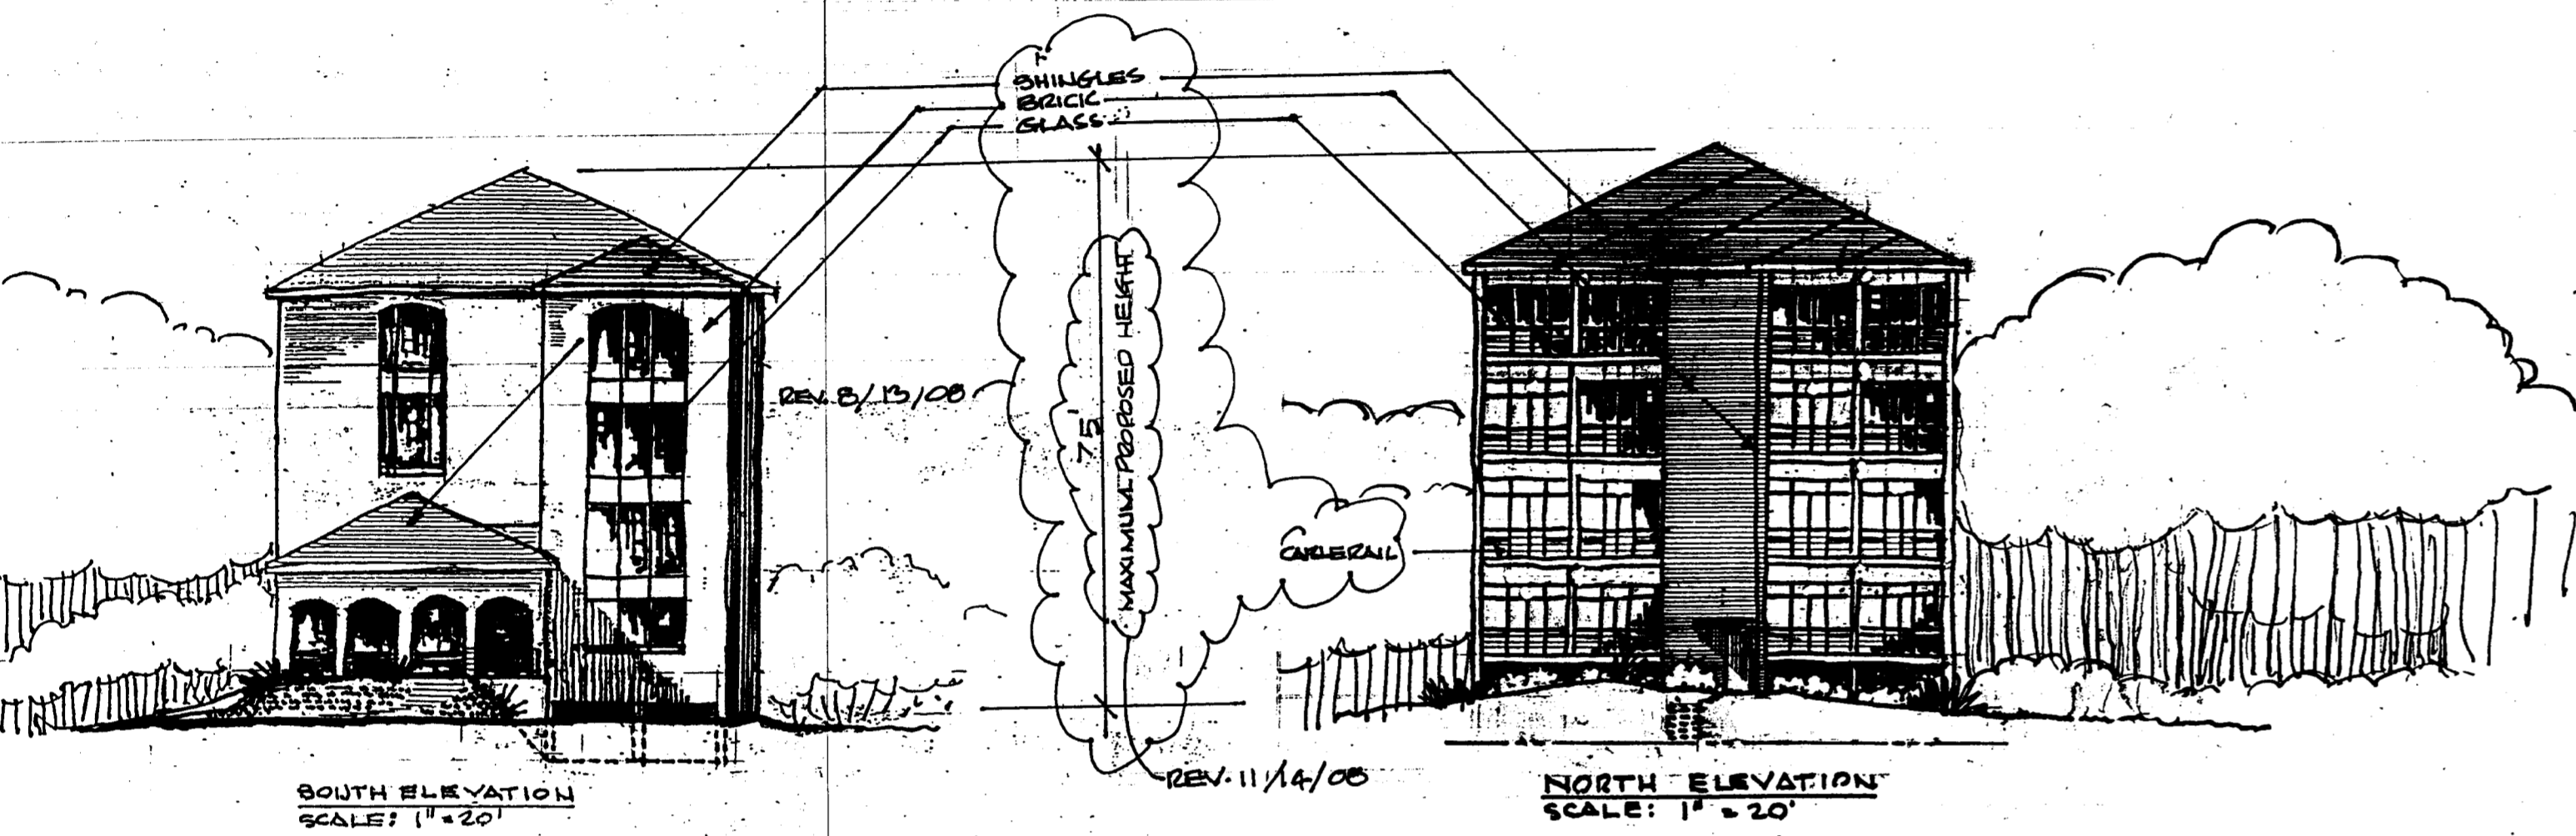 SHINGLES
BRICK
GLASS
REV. 8/13/08
75'
MAXIMUM PROPOSED HEIGHT
CABLERAIL
REV. 11/14/08
SOUTH ELEVATION
SCALE: 1" = 20'
NORTH ELEVATION
SCALE: 1" = 20'